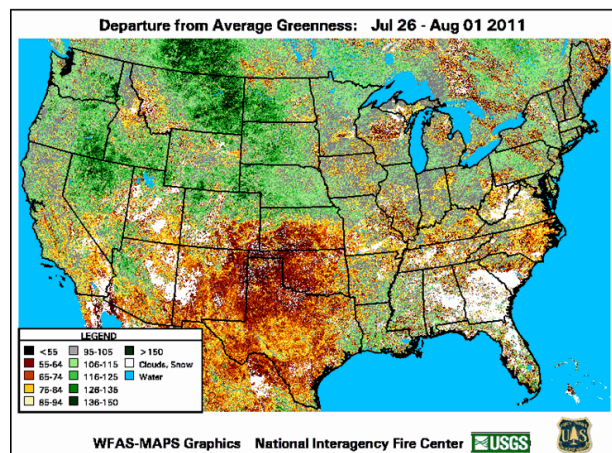 Departure from Average Greenness: Jul 26 - Aug 01 2011
LEGEND
<55 95-105 >150
55-64 106-115 Clouds, Snow
65-74 116-125 Water
75-84 126-135
85-94 136-150
WFAS-MAPS Graphics National Interagency Fire Center USGS
UAS